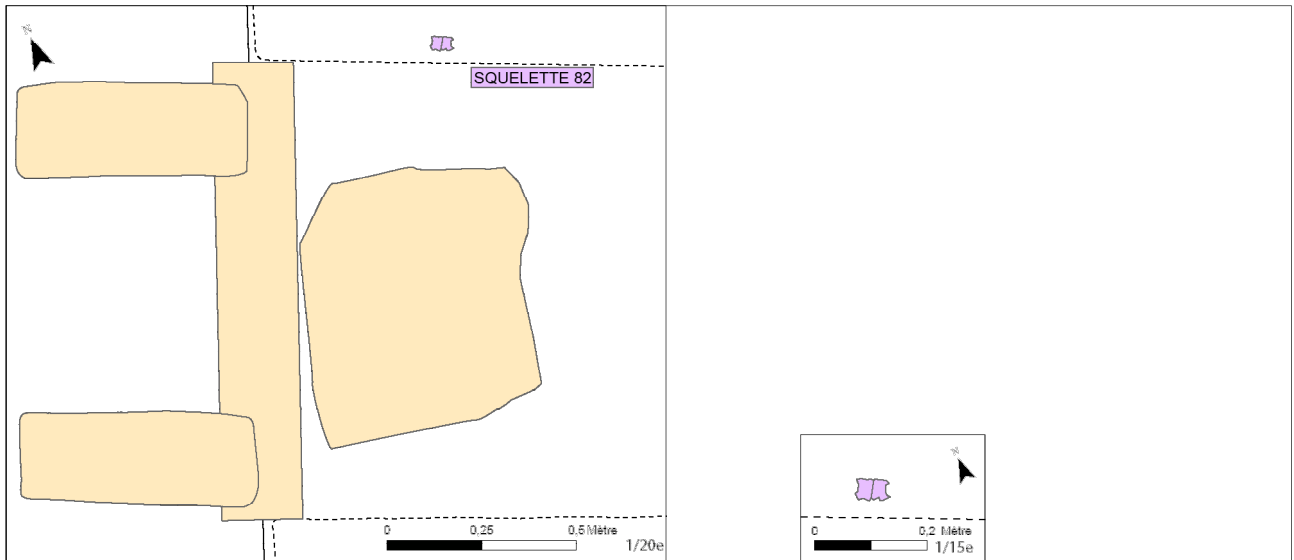 N
SQUELETTE 82
0 0,25 0,5 Mètre
1/20e
N
0 0,2 Mètre
1/15e